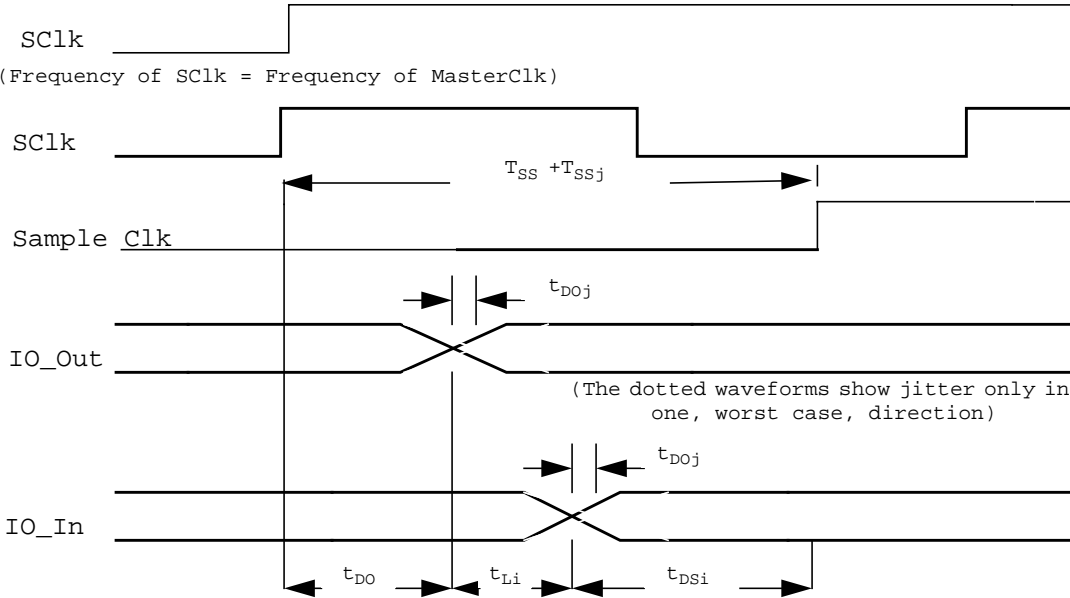 SClk
(Frequency of SClk = Frequency of MasterClk)
SClk
TSS +TSSj
Sample Clk
tDOj
IO_Out
(The dotted waveforms show jitter only in
one, worst case, direction)
tDOj
IO_In
tDO
tLi
tDSi